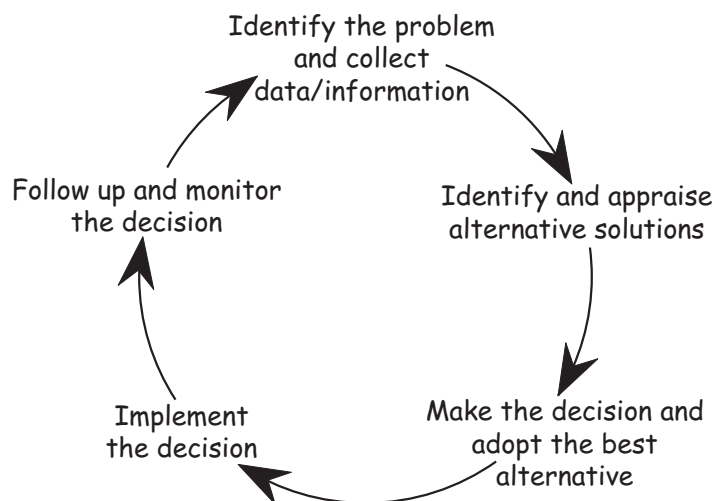 Identify the problem
and collect
data/information
Identify and appraise
alternative solutions
Make the decision and
adopt the best
alternative
Implement
the decision
Follow up and monitor
the decision